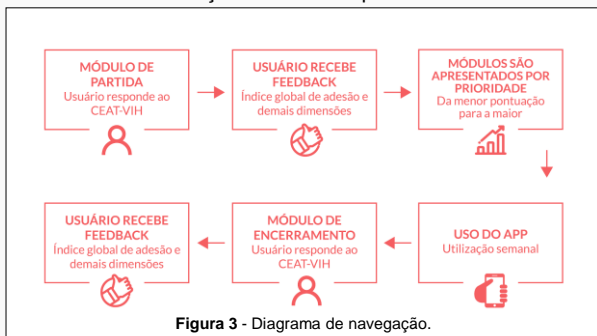 MÓDULO DE
PARTIDA
Usuário responde ao
CEAT-VIH
USUÁRIO RECEBE
FEEDBACK
Índice global de adesão e
demais dimensões
MÓDULOS SÃO
APRESENTADOS POR
PRIORIDADE
Da menor pontuação
para a maior
USUÁRIO RECEBE
FEEDBACK
Índice global de adesão e
demais dimensões
MÓDULO DE
ENCERRAMENTO
Usuário responde ao
CEAT-VIH
USO DO APP
Utilização semanal
Figura 3 - Diagrama de navegação.